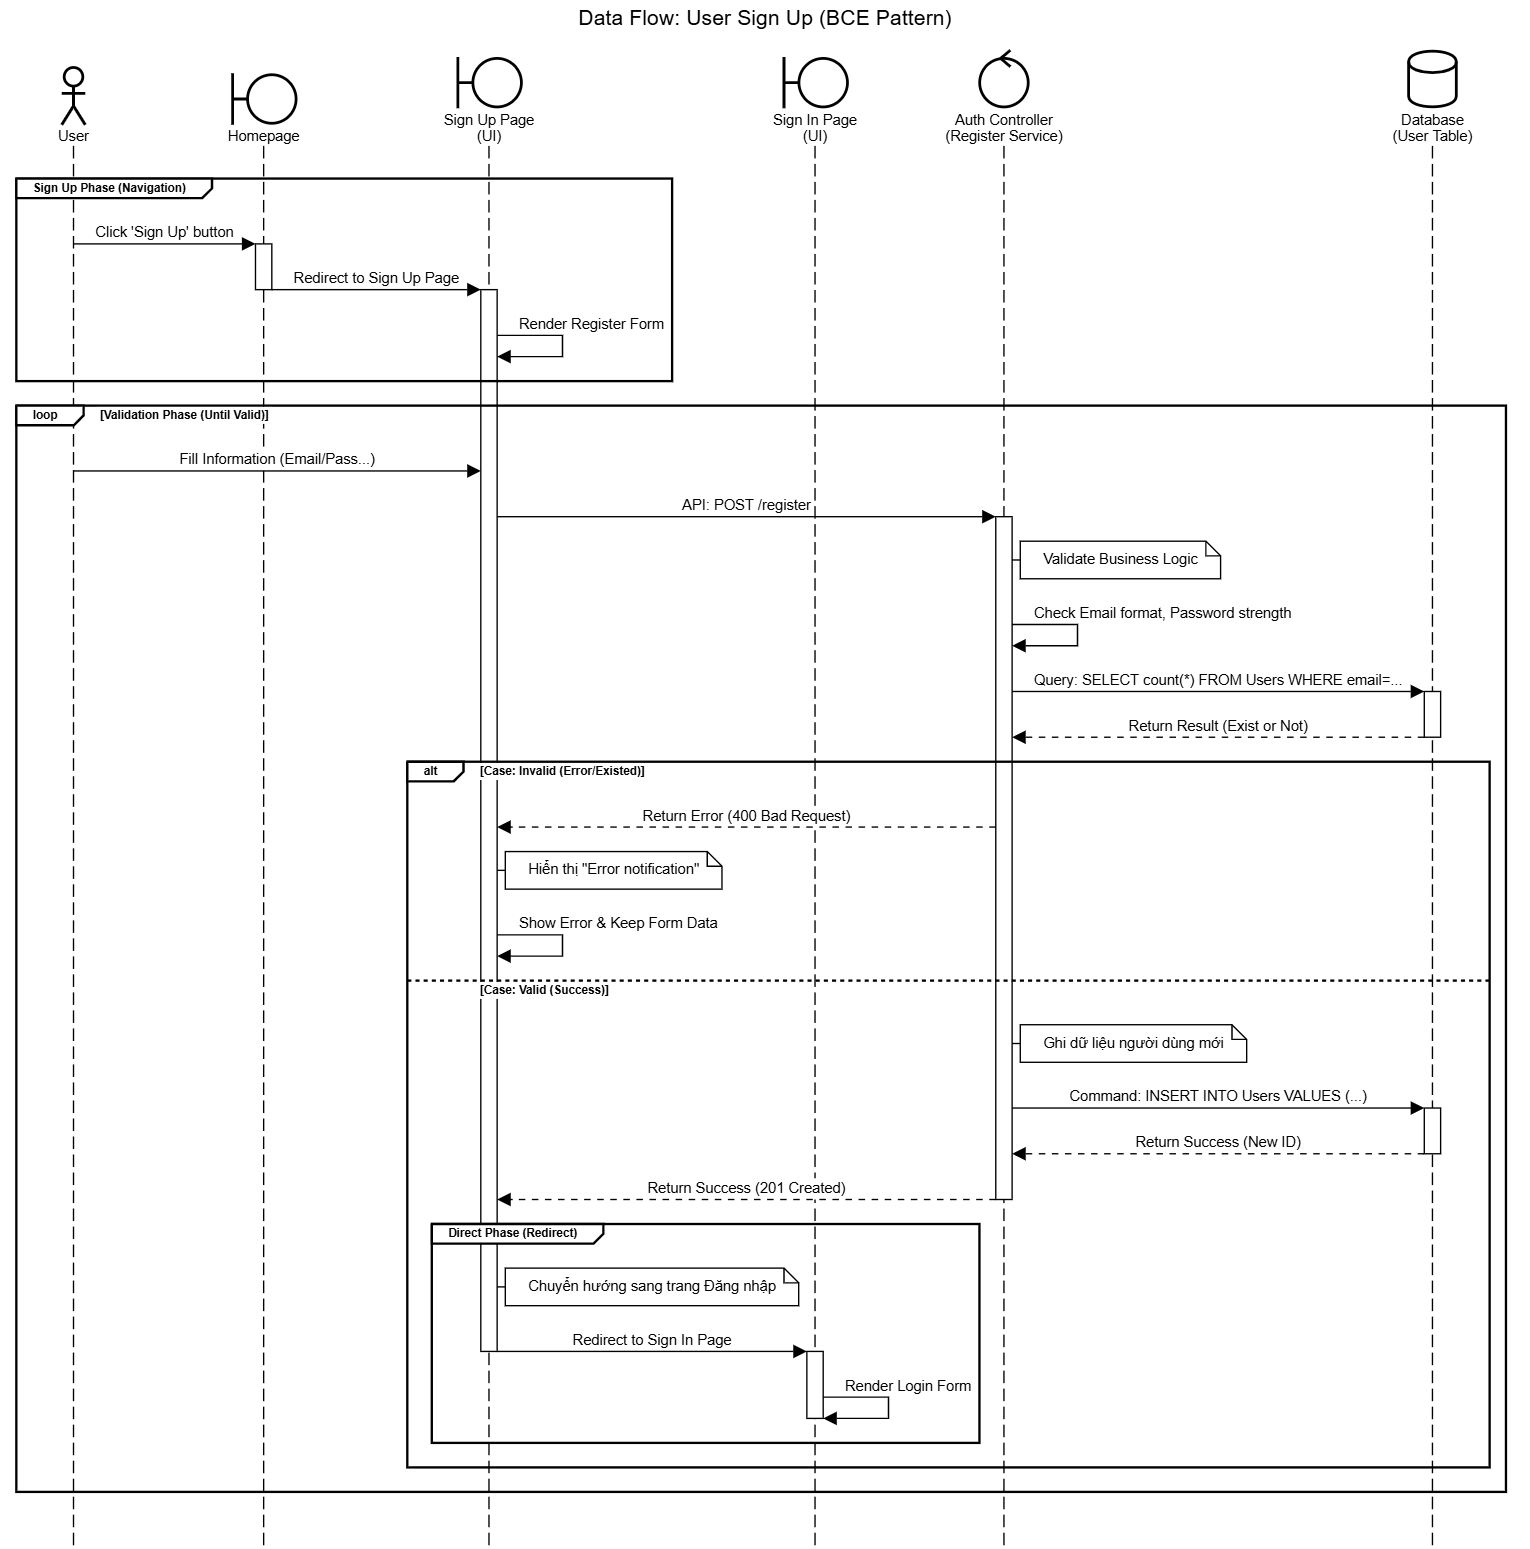 Data Flow: User Sign Up (BCE Pattern)
User
Homepage
Sign Up Page
(UI)
Sign In Page
(UI)
Auth Controller
(Register Service)
Database
(User Table)
Sign Up Phase (Navigation)
Click 'Sign Up' button
Redirect to Sign Up Page
Render Register Form
loop
[Validation Phase (Until Valid)]
Fill Information (Email/Pass...)
API: POST /register
Validate Business Logic
Check Email format, Password strength
Query: SELECT count(*) FROM Users WHERE email=...
Return Result (Exist or Not)
alt
[Case: Invalid (Error/Existed)]
Return Error (400 Bad Request)
Hiển thị "Error notification"
Show Error & Keep Form Data
[Case: Valid (Success)]
Ghi dữ liệu người dùng mới
Command: INSERT INTO Users VALUES (...)
Return Success (New ID)
Return Success (201 Created)
Direct Phase (Redirect)
Chuyển hướng sang trang Đăng nhập
Redirect to Sign In Page
Render Login Form